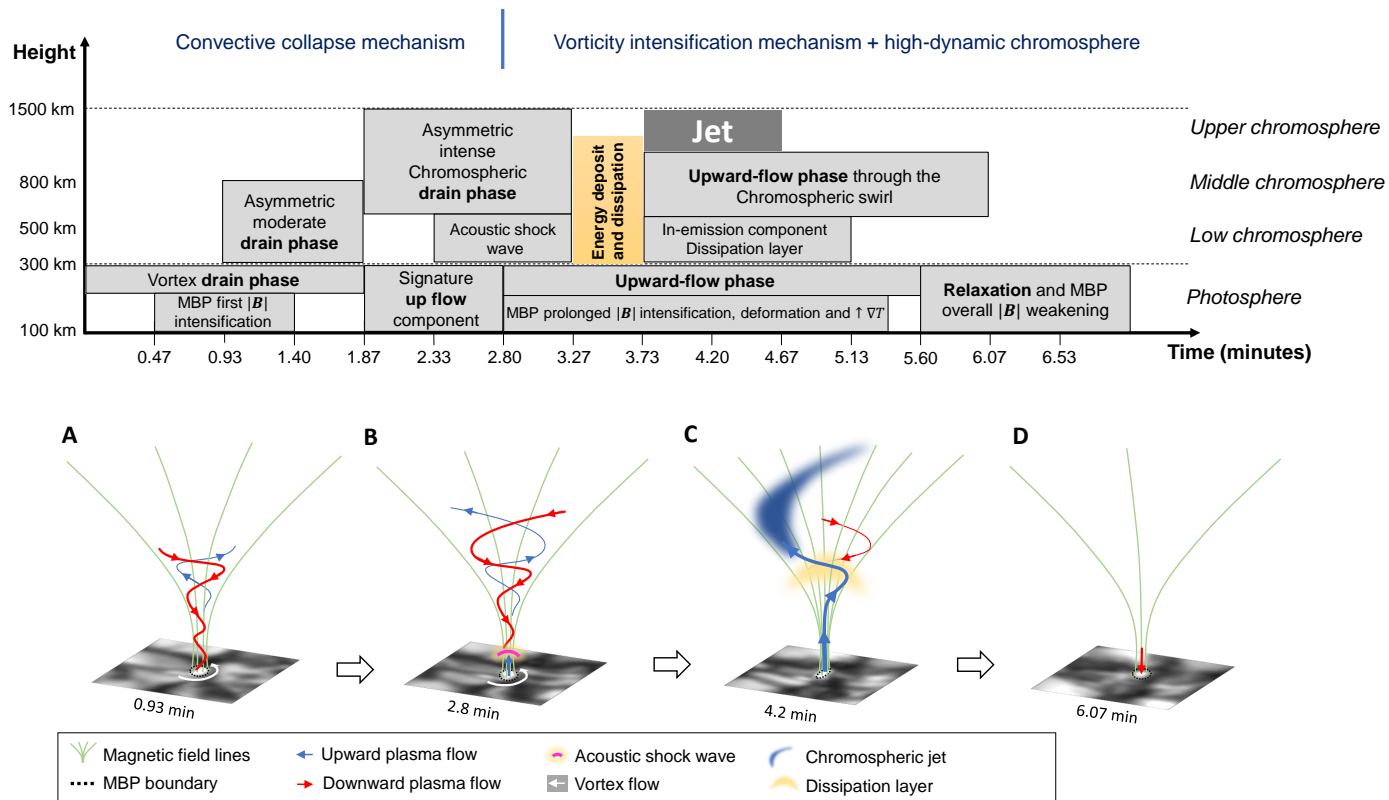 Convective collapse mechanism
Vorticity intensification mechanism + high-dynamic chromosphere
Height
1500 km
800 km
500 km
300 km
100 km
Asymmetric
intense
Chromospheric
drain phase
Jet
Energy deposit
and dissipation
Upward-flow phase through the
Chromospheric swirl
Asymmetric
moderate
drain phase
Acoustic shock
wave
In-emission component
Dissipation layer
Vortex drain phase
MBP first |B|
intensification
Signature
up flow
component
Upward-flow phase
MBP prolonged |B| intensification, deformation and ↑ ∇T
Relaxation and MBP
overall |B| weakening
Upper chromosphere
Middle chromosphere
Low chromosphere
Photosphere
0.47 0.93 1.40 1.87 2.33 2.80 3.27 3.73 4.20 4.67 5.13 5.60 6.07 6.53
Time (minutes)
A
B
C
D
0.93 min
2.8 min
4.2 min
6.07 min
Magnetic field lines
Upward plasma flow
Acoustic shock wave
Chromospheric jet
MBP boundary
Downward plasma flow
Vortex flow
Dissipation layer